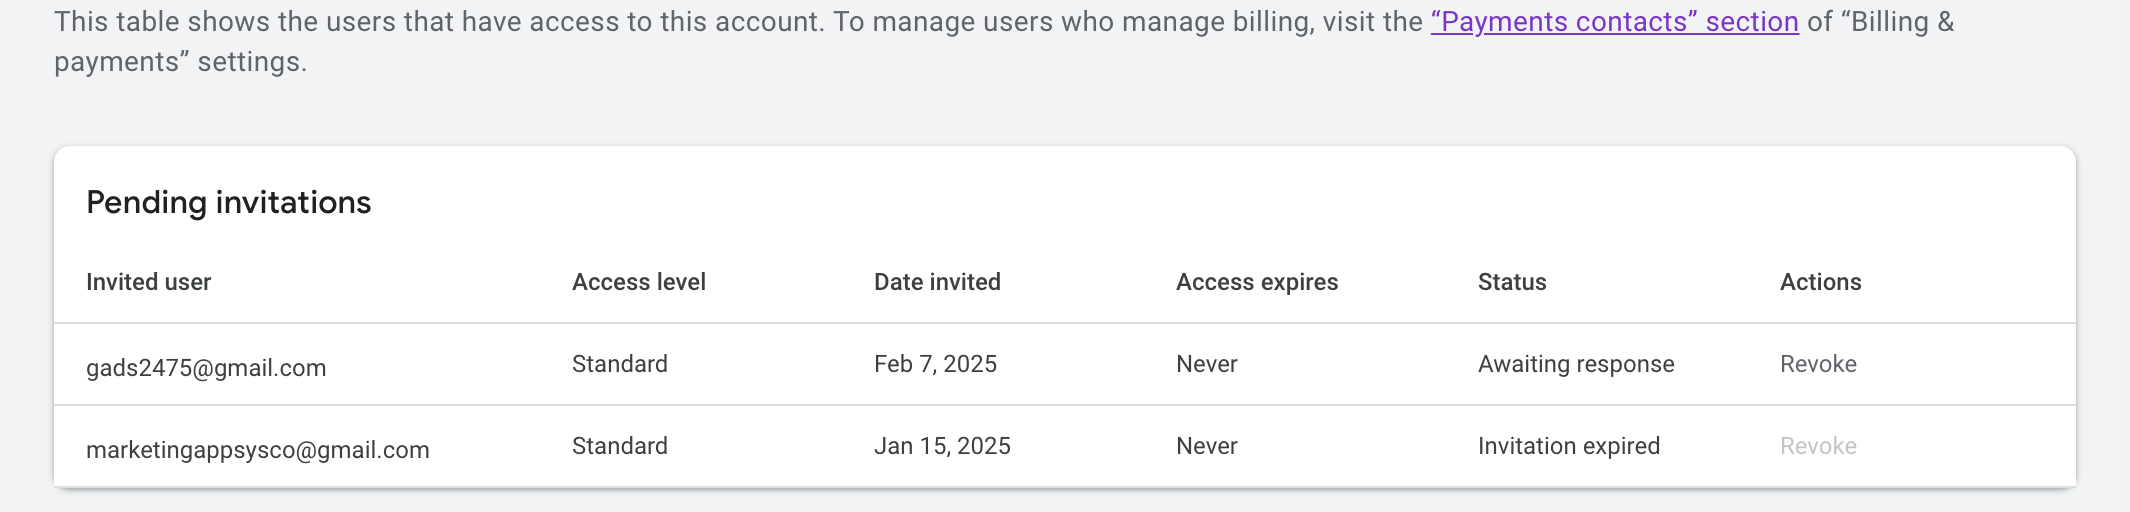 This table shows the users that have access to this account. To manage users who manage billing, visit the “Payments contacts” section of “Billing &
payments” settings.
Pending invitations
Invited user Access level Date invited Access expires Status Actions
gads2475@gmail.com Standard Feb 7, 2025 Never Awaiting response Revoke
marketingappsysco@gmail.com Standard Jan 15, 2025 Never Invitation expired Revoke